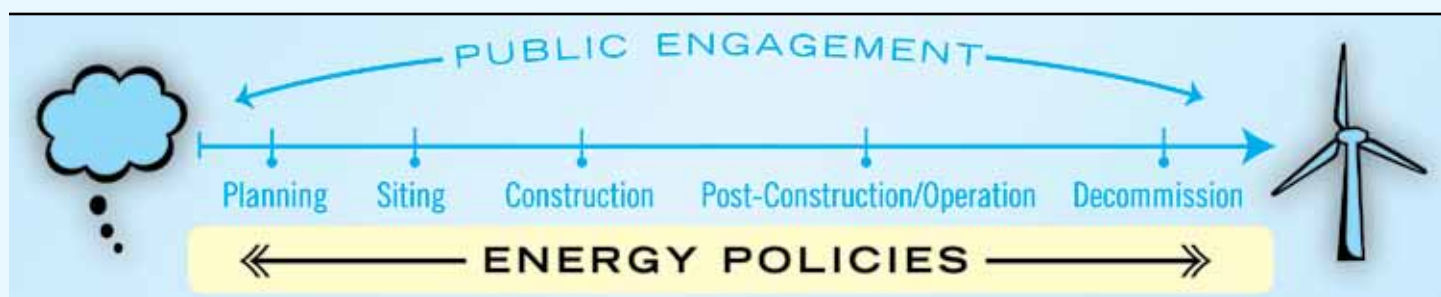 PUBLIC ENGAGEMENT
Planning Siting Construction Post-Construction/Operation Decommission
ENERGY POLICIES